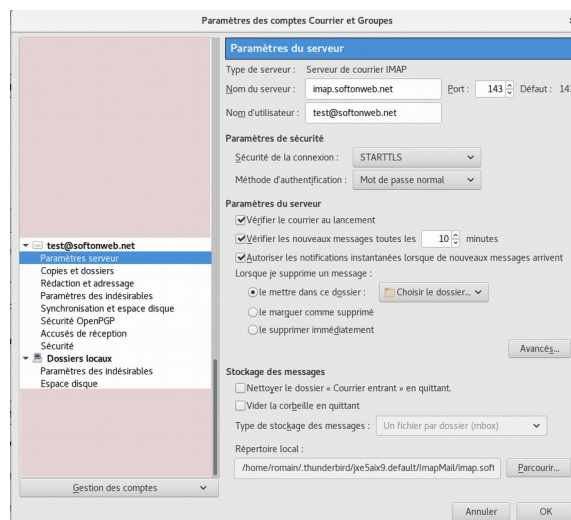 Paramètres des comptes Courrier et Groupes
Paramètres du serveur
Type de serveur : Serveur de courrier IMAP
Nom du serveur : imap.softonweb.net Port : 143 Défaut : 143
Nom d'utilisateur : test@softonweb.net
Paramètres de sécurité
Sécurité de la connexion : STARTTLS
Méthode d'authentification : Mot de passe normal
Paramètres du serveur
Vérifier le courrier au lancement
Vérifier les nouveaux messages toutes les 10 minutes
Autoriser les notifications instantanées lorsque de nouveaux messages arrivent
Lorsque je supprime un message :
le mettre dans ce dossier : Choisir le dossier...
le marquer comme supprimé
le supprimer immédiatement
Avancés...
Stockage des messages
Nettoyer le dossier « Courrier entrant » en quittant.
Vider la corbeille en quittant
Type de stockage des messages : Un fichier par dossier (mbox)
Répertoire local :
/home/romain/.thunderbird/jxe5aix9.default/ImapMail/imap.soft Parcourir...
test@softonweb.net
Paramètres serveur
Copies et dossiers
Rédaction et adressage
Paramètres des indésirables
Synchronisation et espace disque
Sécurité OpenPGP
Accusés de réception
Sécurité
Dossiers locaux
Paramètres des indésirables
Espace disque
Gestion des comptes
Annuler OK